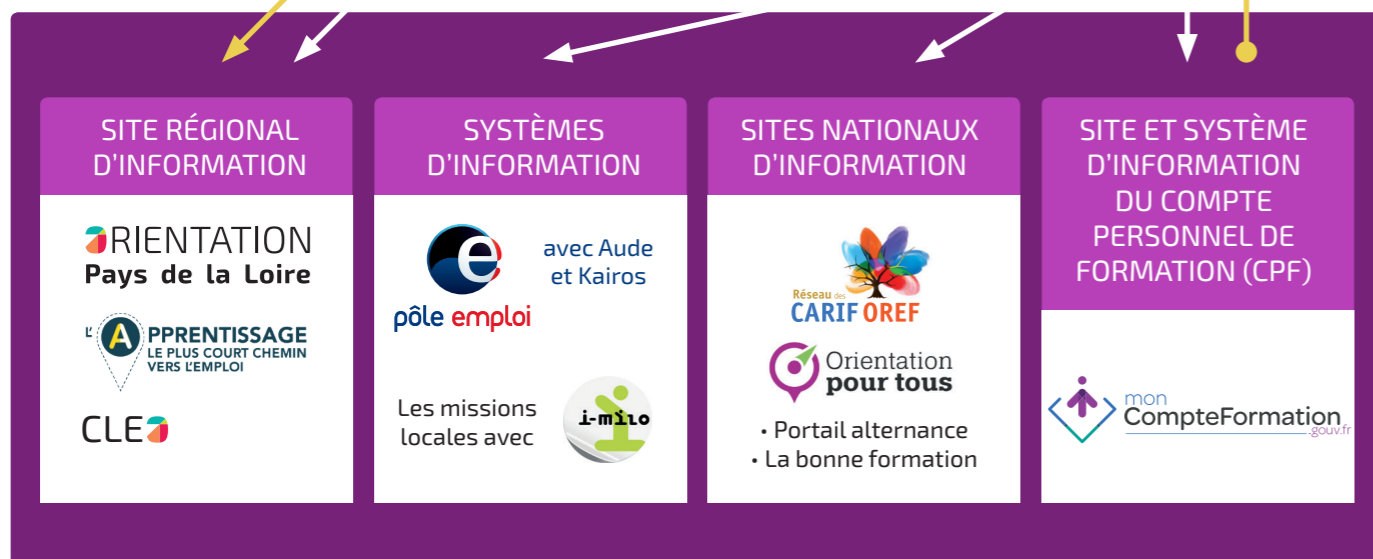 SITE RÉGIONAL
D'INFORMATION
ORIENTATION
Pays de la Loire
L'APPRENTISSAGE
LE PLUS COURT CHEMIN
VERS L'EMPLOI
CLEA
SYSTÈMES
D'INFORMATION
e
pôle emploi
avec Aude
et Kairos
Les missions
locales avec
i-milo
SITES NATIONAUX
D'INFORMATION
Réseau des
CARIF OREF
Orientation
pour tous
• Portail alternance
• La bonne formation
SITE ET SYSTÈME
D'INFORMATION
DU COMPTE
PERSONNEL DE
FORMATION (CPF)
mon
CompteFormation
.gouv.fr